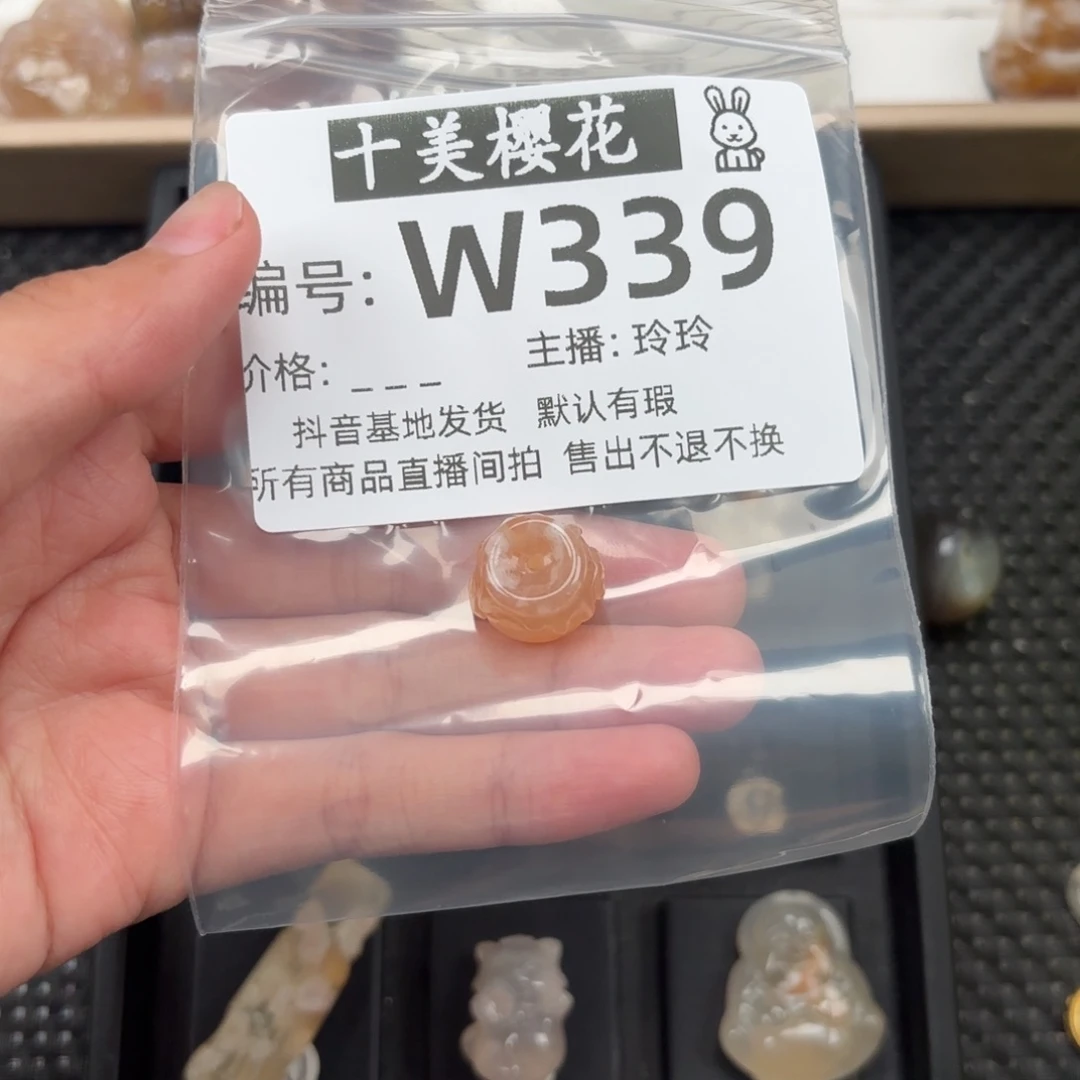 十美樱花
编号: W339
价格: _ _ _ 主播: 玲玲
抖音基地发货 默认有瑕
所有商品直播间拍 售出不退不换